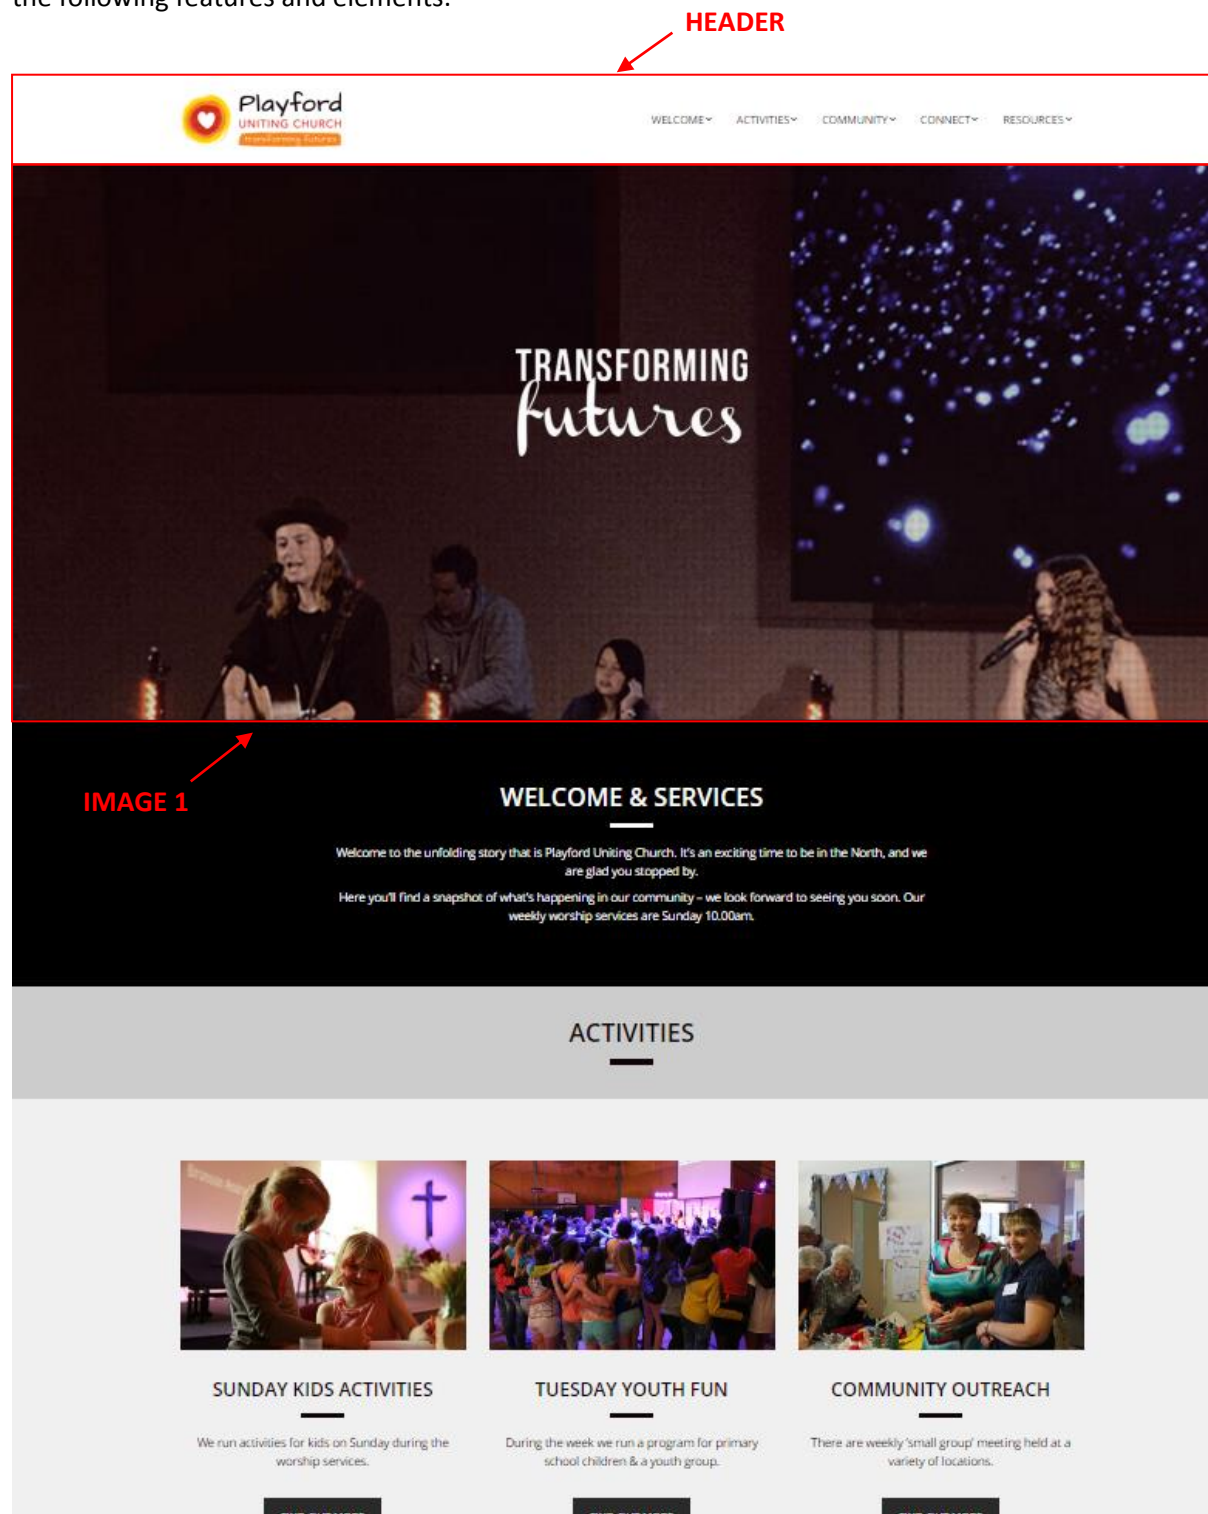 the following features and elements:
HEADER
Playford
UNITING CHURCH
transforming futures
WELCOME ACTIVITIES COMMUNITY CONNECT RESOURCES
TRANSFORMING
futures
IMAGE 1
WELCOME & SERVICES
Welcome to the unfolding story that is Playford Uniting Church. It's an exciting time to be in the North, and we
are glad you stopped by.
Here you'll find a snapshot of what's happening in our community – we look forward to seeing you soon. Our
weekly worship services are Sunday 10.00am.
ACTIVITIES
SUNDAY KIDS ACTIVITIES
We run activities for kids on Sunday during the
worship services.
TUESDAY YOUTH FUN
During the week we run a program for primary
school children & a youth group.
COMMUNITY OUTREACH
There are weekly 'small group' meeting held at a
variety of locations.